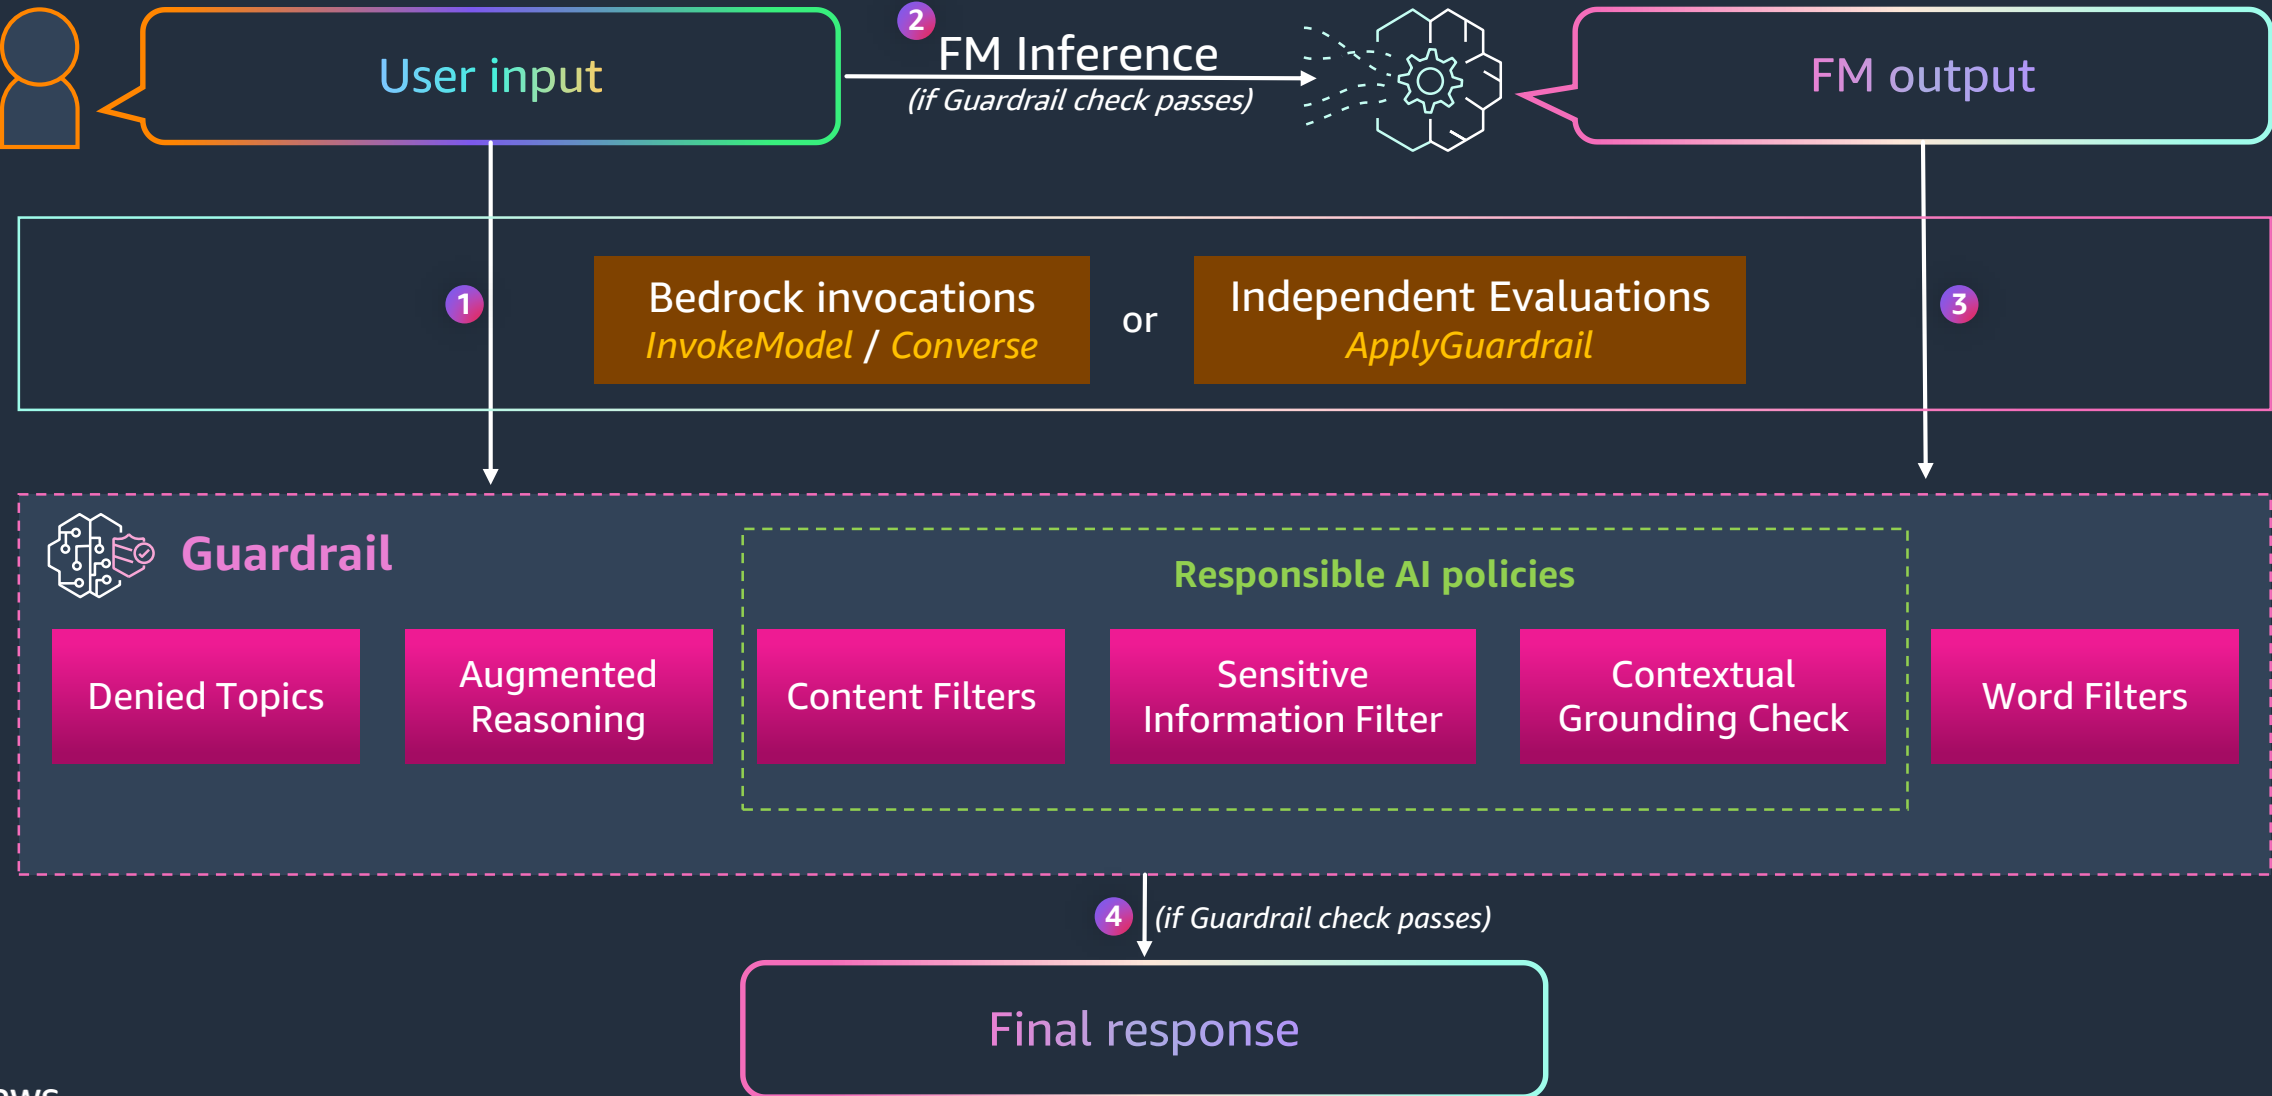 User input
2
FM Inference
(if Guardrail check passes)
FM output
1
Bedrock invocations
InvokeModel / Converse
or
Independent Evaluations
ApplyGuardrail
3
Guardrail
Responsible AI policies
Denied Topics
Augmented
Reasoning
Content Filters
Sensitive
Information Filter
Contextual
Grounding Check
Word Filters
4
(if Guardrail check passes)
Final response